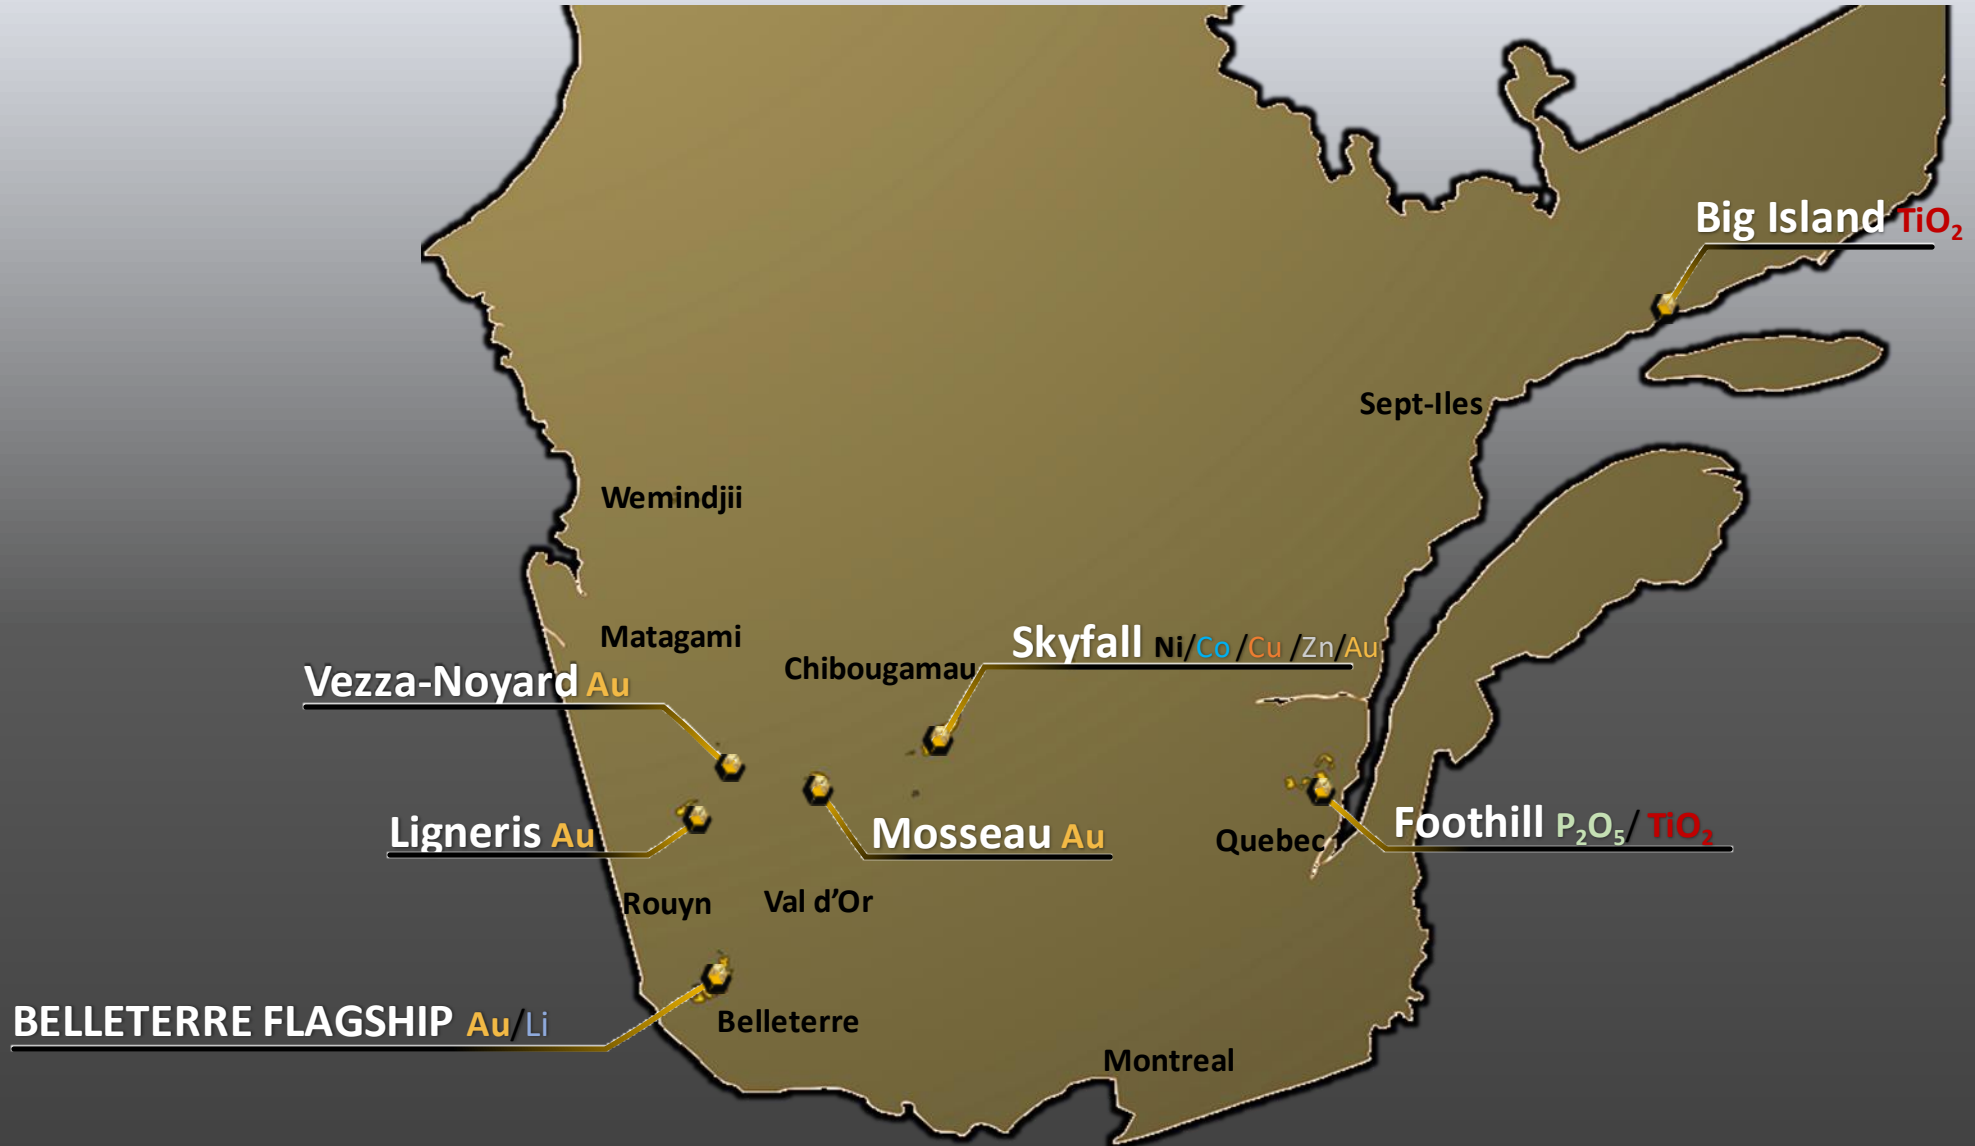 Big Island TiO₂
Sept-Iles
Wemindjii
Matagami
Chibougamau
Skyfall Ni/Co /Cu /Zn/Au
Vezza-Noyard Au
Ligneris Au
Mosseau Au
Quebec
Foothill P₂O₅/ TiO₂
Rouyn
Val d’Or
BELLETERRE FLAGSHIP Au/Li
Belleterre
Montreal